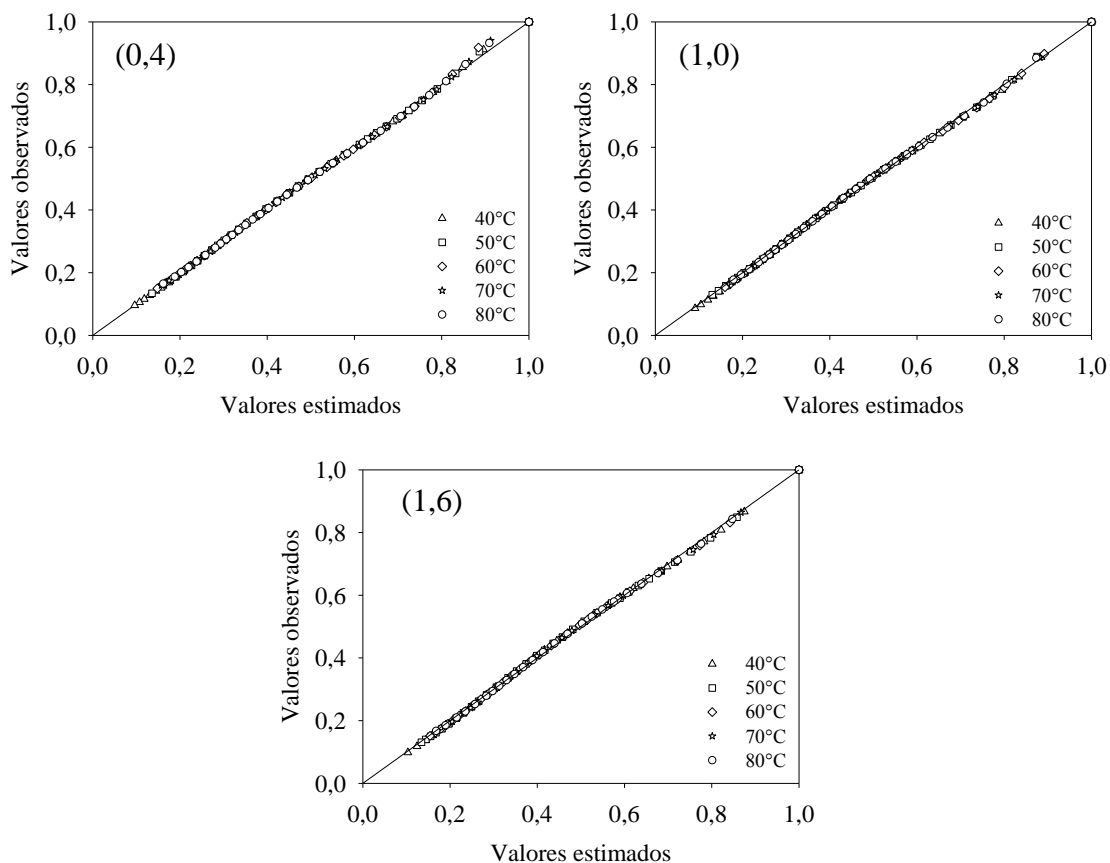 (0,4)
Valores observados
1,0
0,8
0,6
0,4
0,2
0,0
40°C
50°C
60°C
70°C
80°C
0,0 0,2 0,4 0,6 0,8 1,0
Valores estimados
(1,0)
Valores observados
1,0
0,8
0,6
0,4
0,2
0,0
40°C
50°C
60°C
70°C
80°C
0,0 0,2 0,4 0,6 0,8 1,0
Valores estimados
(1,6)
Valores observados
1,0
0,8
0,6
0,4
0,2
0,0
40°C
50°C
60°C
70°C
80°C
0,0 0,2 0,4 0,6 0,8 1,0
Valores estimados